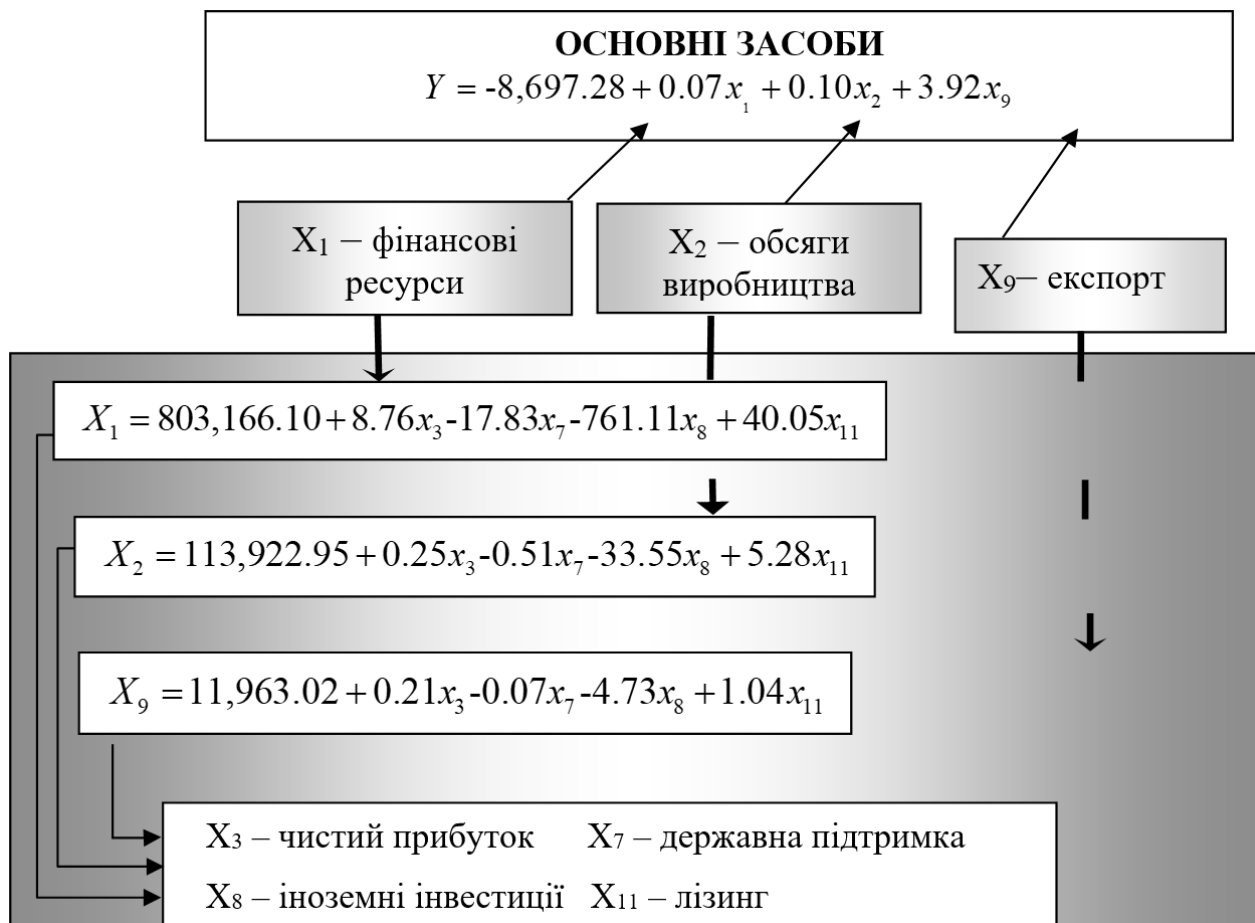 ОСНОВНІ ЗАСОБИ
Y = -8,697.28 + 0.07x₁ + 0.10x₂ + 3.92x₉
X₁ – фінансові
ресурси
X₂ – обсяги
виробництва
X₉– експорт
X₁ = 803,166.10 + 8.76x₃-17.83x₇-761.11x₈ + 40.05x₁₁
X₂ = 113,922.95 + 0.25x₃-0.51x₇-33.55x₈ + 5.28x₁₁
X₉ = 11,963.02 + 0.21x₃-0.07x₇-4.73x₈ + 1.04x₁₁
X₃ – чистий прибуток X₇ – державна підтримка
X₈ – іноземні інвестиції X₁₁ – лізинг